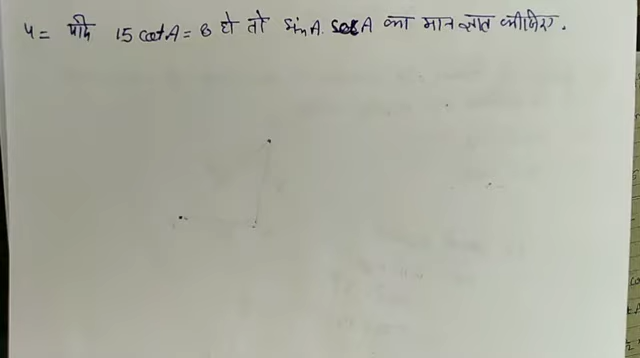 4= यदि 15 cot A = 8 हो तो sin A. sec A का मान ज्ञात कीजिए.